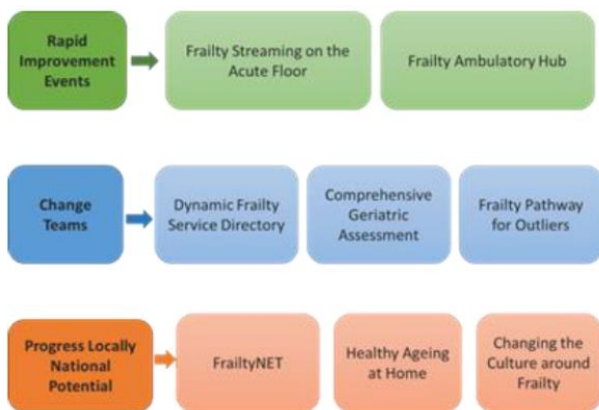 Rapid
Improvement
Events
Frailty Streaming on the
Acute Floor
Frailty Ambulatory Hub
Change
Teams
Dynamic Frailty
Service Directory
Comprehensive
Geriatric
Assessment
Frailty Pathway
for Outliers
Progress Locally
National
Potential
FrailtyNET
Healthy Ageing
at Home
Changing the
Culture around
Frailty